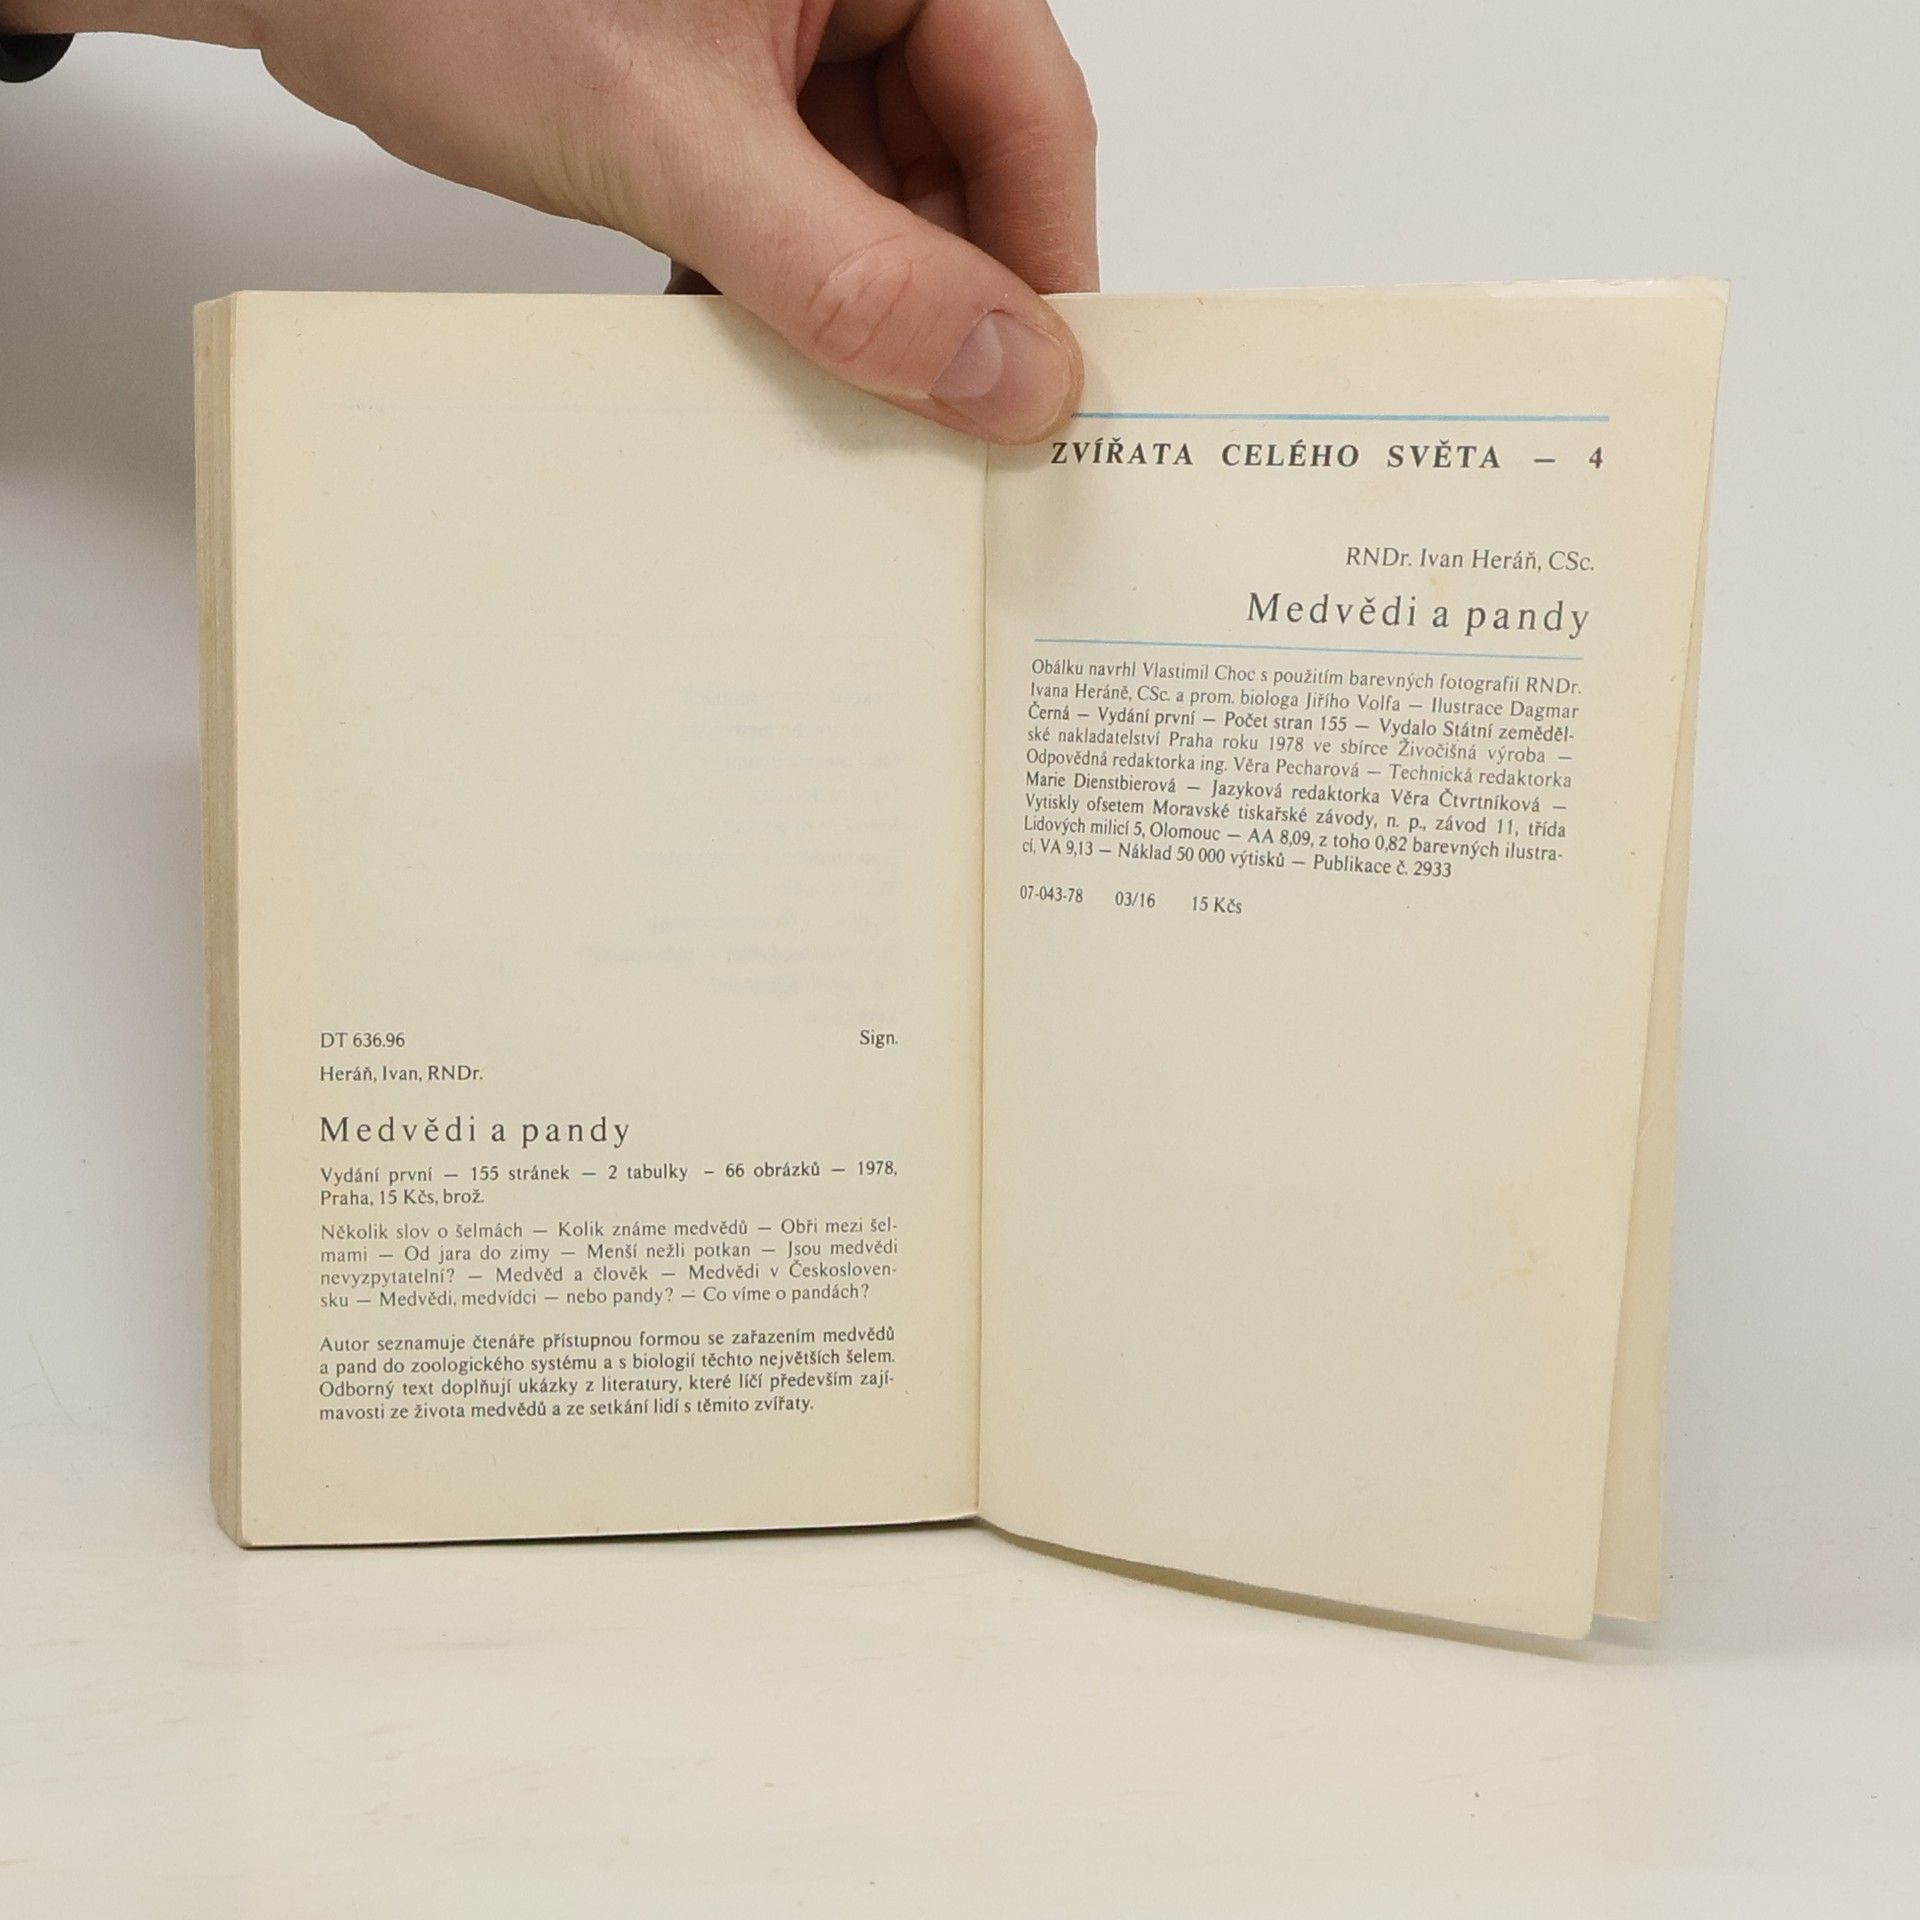 DT 636.96 Sign.
Heráň, Ivan, RNDr.
Medvědi a pandy
Vydání první — 155 stránek — 2 tabulky – 66 obrázků — 1978,
Praha, 15 Kčs, brož.
Několik slov o šelmách — Kolik známe medvědů — Obři mezi šel-
mami — Od jara do zimy — Menší nežli potkan — Jsou medvědi
nevyzpytatelní? — Medvěd a člověk — Medvědi v Českosloven-
sku — Medvědi, medvídci — nebo pandy? — Co víme o pandách?
Autor seznamuje čtenáře přístupnou formou se zařazením medvědů
a pand do zoologického systému a s biologií těchto největších šelem.
Odborný text doplňují ukázky z literatury, které líčí především zají-
mavosti ze života medvědů a ze setkání lidí s těmito zvířaty.
ZVÍŘATA CELÉHO SVĚTA — 4
RNDr. Ivan Heráň, CSc.
Medvědi a pandy
Obálku navrhl Vlastimil Choc s použitím barevných fotografií RNDr.
Ivana Heráně, CSc. a prom. biologa Jiřího Volfa — Ilustrace Dagmar
Černá — Vydání první — Počet stran 155 — Vydalo Státní zeměděl-
ské nakladatelství Praha roku 1978 ve sbírce Živočišná výroba —
Odpovědná redaktorka ing. Věra Pecharová — Technická redaktorka
Marie Dienstbierová — Jazyková redaktorka Věra Čtvrtníková —
Vytiskly ofsetem Moravské tiskařské závody, n. p., závod 11, třída
Lidových milicí 5, Olomouc — AA 8,09, z toho 0,82 barevných ilustra-
cí, VA 9,13 — Náklad 50 000 výtisků — Publikace č. 2933
07-043-78 03/16 15 Kčs